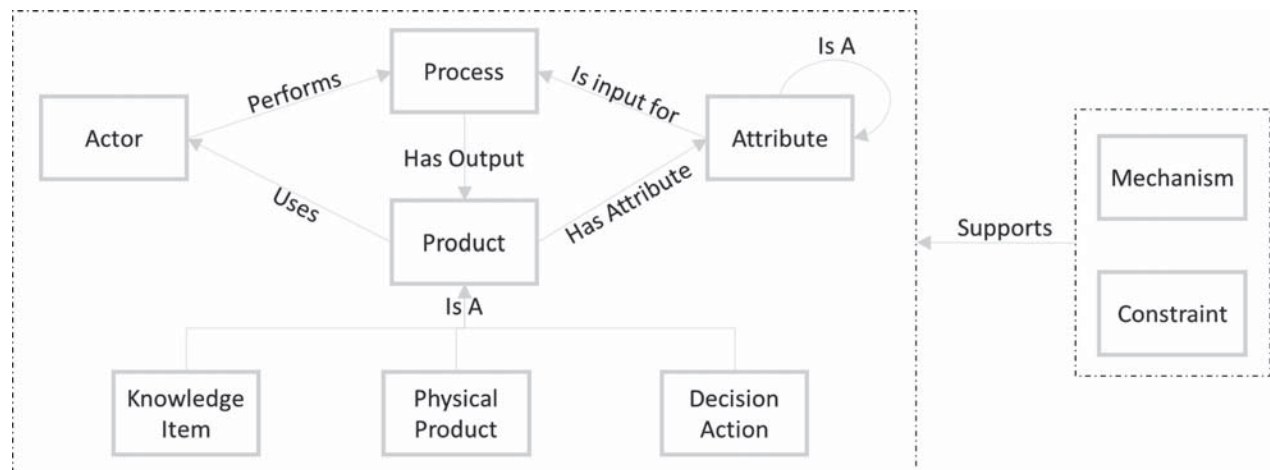 Is A
Process
Performs
Is input for
Actor
Attribute
Has Output
Mechanism
Uses
Has Attribute
Product
Supports
Is A
Constraint
Knowledge
Item
Physical
Product
Decision
Action